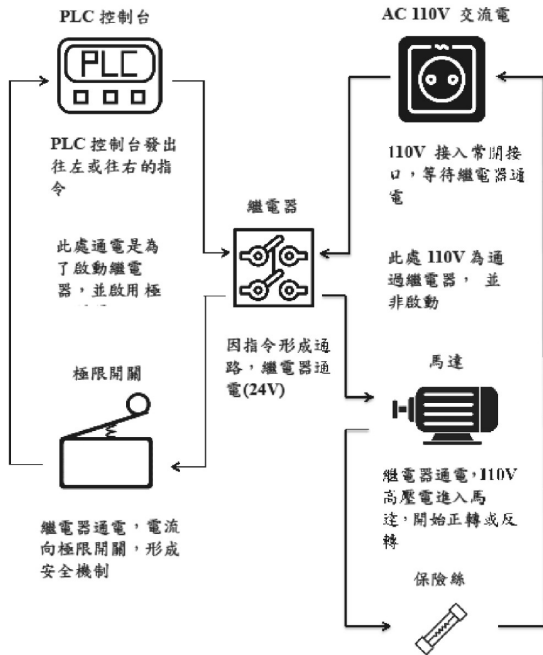 PLC 控制台
PLC
PLC 控制台發出
往左或往右的指
令
此處通電是為
了啟動繼電
器，並啟用極
極限開關
繼電器通電，電流
向極限開關，形成
安全機制
繼電器
因指令形成通
路，繼電器通
電(24V)
AC 110V 交流電
110V 接入常開接
口，等待繼電器通
電
此處 110V 為通
過繼電器， 並
非啟動
馬達
繼電器通電，110V
高壓電進入馬
達，開始正轉或反
轉
保險絲